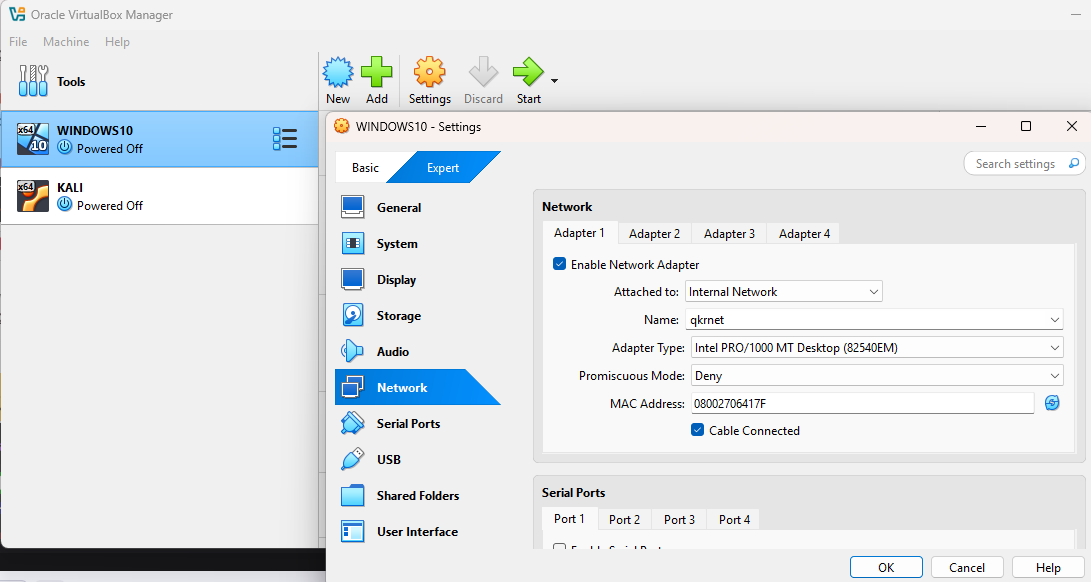 Oracle VirtualBox Manager
File Machine Help
Tools
New Add Settings Discard Start
x64 10 WINDOWS10
Powered Off
x64 KALI
Powered Off
WINDOWS10 - Settings
Basic Expert
Search settings
General
System
Display
Storage
Audio
Network
Serial Ports
USB
Shared Folders
User Interface
Network
Adapter 1 Adapter 2 Adapter 3 Adapter 4
Enable Network Adapter
Attached to: Internal Network
Name: qkrnet
Adapter Type: Intel PRO/1000 MT Desktop (82540EM)
Promiscuous Mode: Deny
MAC Address: 08002706417F
Cable Connected
Serial Ports
Port 1 Port 2 Port 3 Port 4
Enable Serial Port
OK Cancel Help